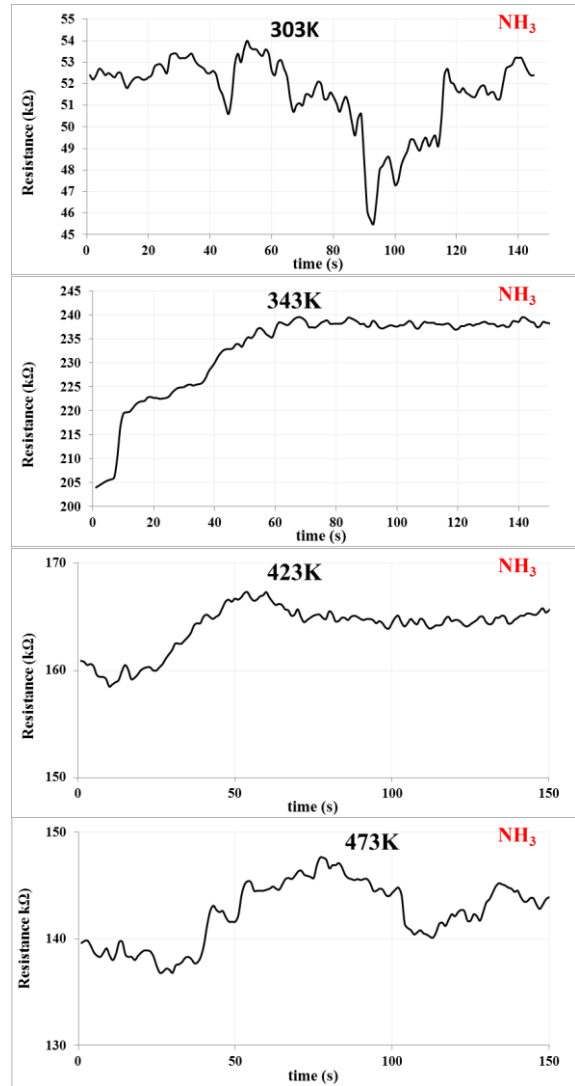 303K
NH₃
Resistance (kΩ)
55
54
53
52
51
50
49
48
47
46
45
0 20 40 60 80 100 120 140
time (s)
343K
NH₃
Resistance (kΩ)
245
240
235
230
225
220
215
210
205
200
0 20 40 60 80 100 120 140
time (s)
423K
NH₃
Resistance (kΩ)
170
160
150
0 50 100 150
time (s)
473K
NH₃
Resistance kΩ)
150
140
130
0 50 100 150
time (s)